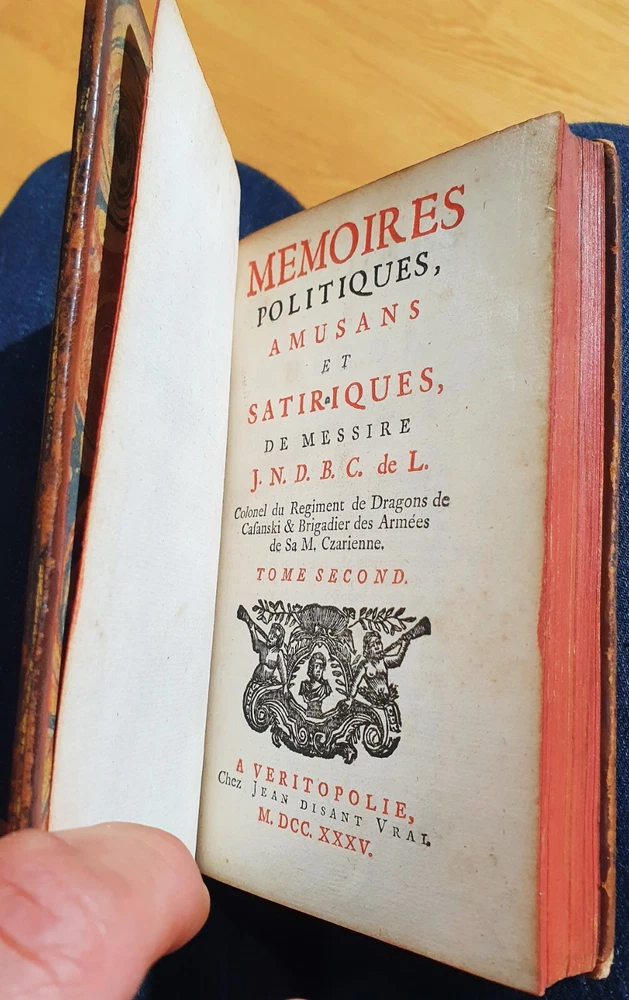 MEMOIRES
POLITIQUES,
AMUSANS
ET
SATIRIQUES,
DE MESSIRE
J. N. D. B. C. de L.
Colonel du Regiment de Dragons de
Casanski & Brigadier des Armées
de Sa M. Czarienne.
TOME SECOND.
A VERITOPOLIE,
Chez JEAN DISANT VRAI.
M. DCC. XXXV.